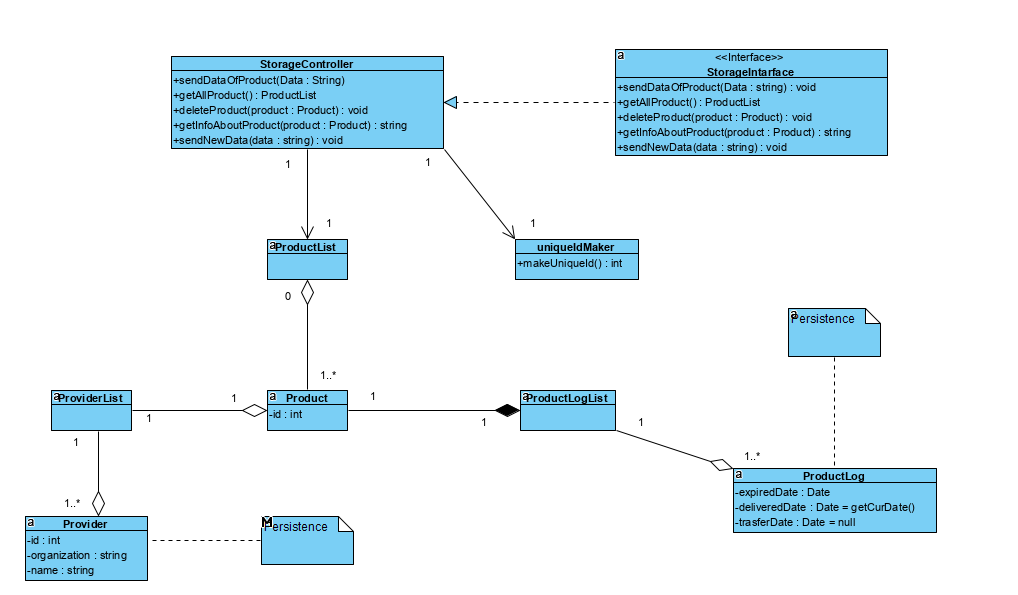 StorageController
+sendDataOfProduct(Data : String)
+getAllProduct() : ProductList
+deleteProduct(product : Product) : void
+getInfoAboutProduct(product : Product) : string
+sendNewData(data : string) : void
a
<<Interface>>
StorageIntarface
+sendDataOfProduct(Data : string) : void
+getAllProduct() : ProductList
+deleteProduct(product : Product) : void
+getInfoAboutProduct(product : Product) : string
+sendNewData(data : string) : void
1
1
1
1
a
ProductList
uniqueIdMaker
+makeUniqueId() : int
0
1..*
a
Persistence
a
ProviderList
1
1
a
Product
-id : int
1
1
a
ProductLogList
1
1..*
a
ProductLog
-expiredDate : Date
-deliveredDate : Date = getCurDate()
-trasferDate : Date = null
1
1..*
a
Provider
-id : int
-organization : string
-name : string
M
Persistence